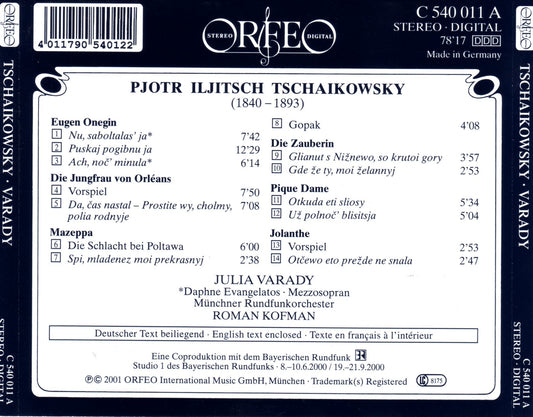 TSCHAIKOWSKY · VARADY
STEREO DIGITAL
C 540 011 A
4 011790 540122
STEREO ORFEO DIGITAL
C 540 011 A
STEREO · DIGITAL
78'17 DDD
Made in Germany
PJOTR ILJITSCH TSCHAIKOWSKY
(1840 – 1893)
Eugen Onegin
1 Nu, saboltalas' ja* 7'42
2 Puskaj pogibnu ja 12'29
3 Ach, noč' minula* 6'14
Die Jungfrau von Orléans
4 Vorspiel 7'50
5 Da, čas nastal – Prostite wy, cholmy, 7'08
polia rodnyje
Mazeppa
6 Die Schlacht bei Poltawa 6'00
7 Spi, mladenez moi prekrasnyj 2'38
8 Gopak 4'08
Die Zauberin
9 Glianut s Nižnewo, so krutoi gory 3'57
10 Gde že ty, moi želannyj 2'53
Pique Dame
11 Otkuda eti sliosy 5'34
12 Už polnoč' blisitsja 5'04
Jolanthe
13 Vorspiel 2'53
14 Otčewo eto prežde ne snala 2'47
JULIA VARADY
*Daphne Evangelatos · Mezzosopran
Münchner Rundfunkorchester
ROMAN KOFMAN
Deutscher Text beiliegend · English text enclosed · Texte en français à l'intérieur
Eine Coproduktion mit dem Bayerischen Rundfunk BR
Studio 1 des Bayerischen Rundfunks · 8.–10.6.2000 / 19.–21.9.2000
℗© 2001 ORFEO International Music GmbH, München · Trademark(s) Registered LC 8175
TSCHAIKOWSKY · VARADY
STEREO DIGITAL
C 540 011 A